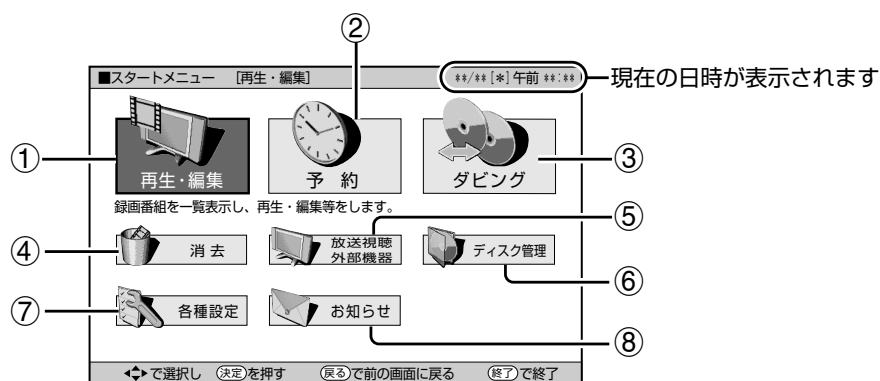 ②
■スタートメニュー　[再生・編集]　**/**[*]午前 **:**
現在の日時が表示されます
①
再生・編集
予 約
ダビング
③
録画番組を一覧表示し、再生・編集等をします。
⑤
④
消 去
放送視聴
外部機器
ディスク管理
⑥
⑦
各種設定
お知らせ
⑧
で選択し　決定を押す　戻るで前の画面に戻る　終了で終了